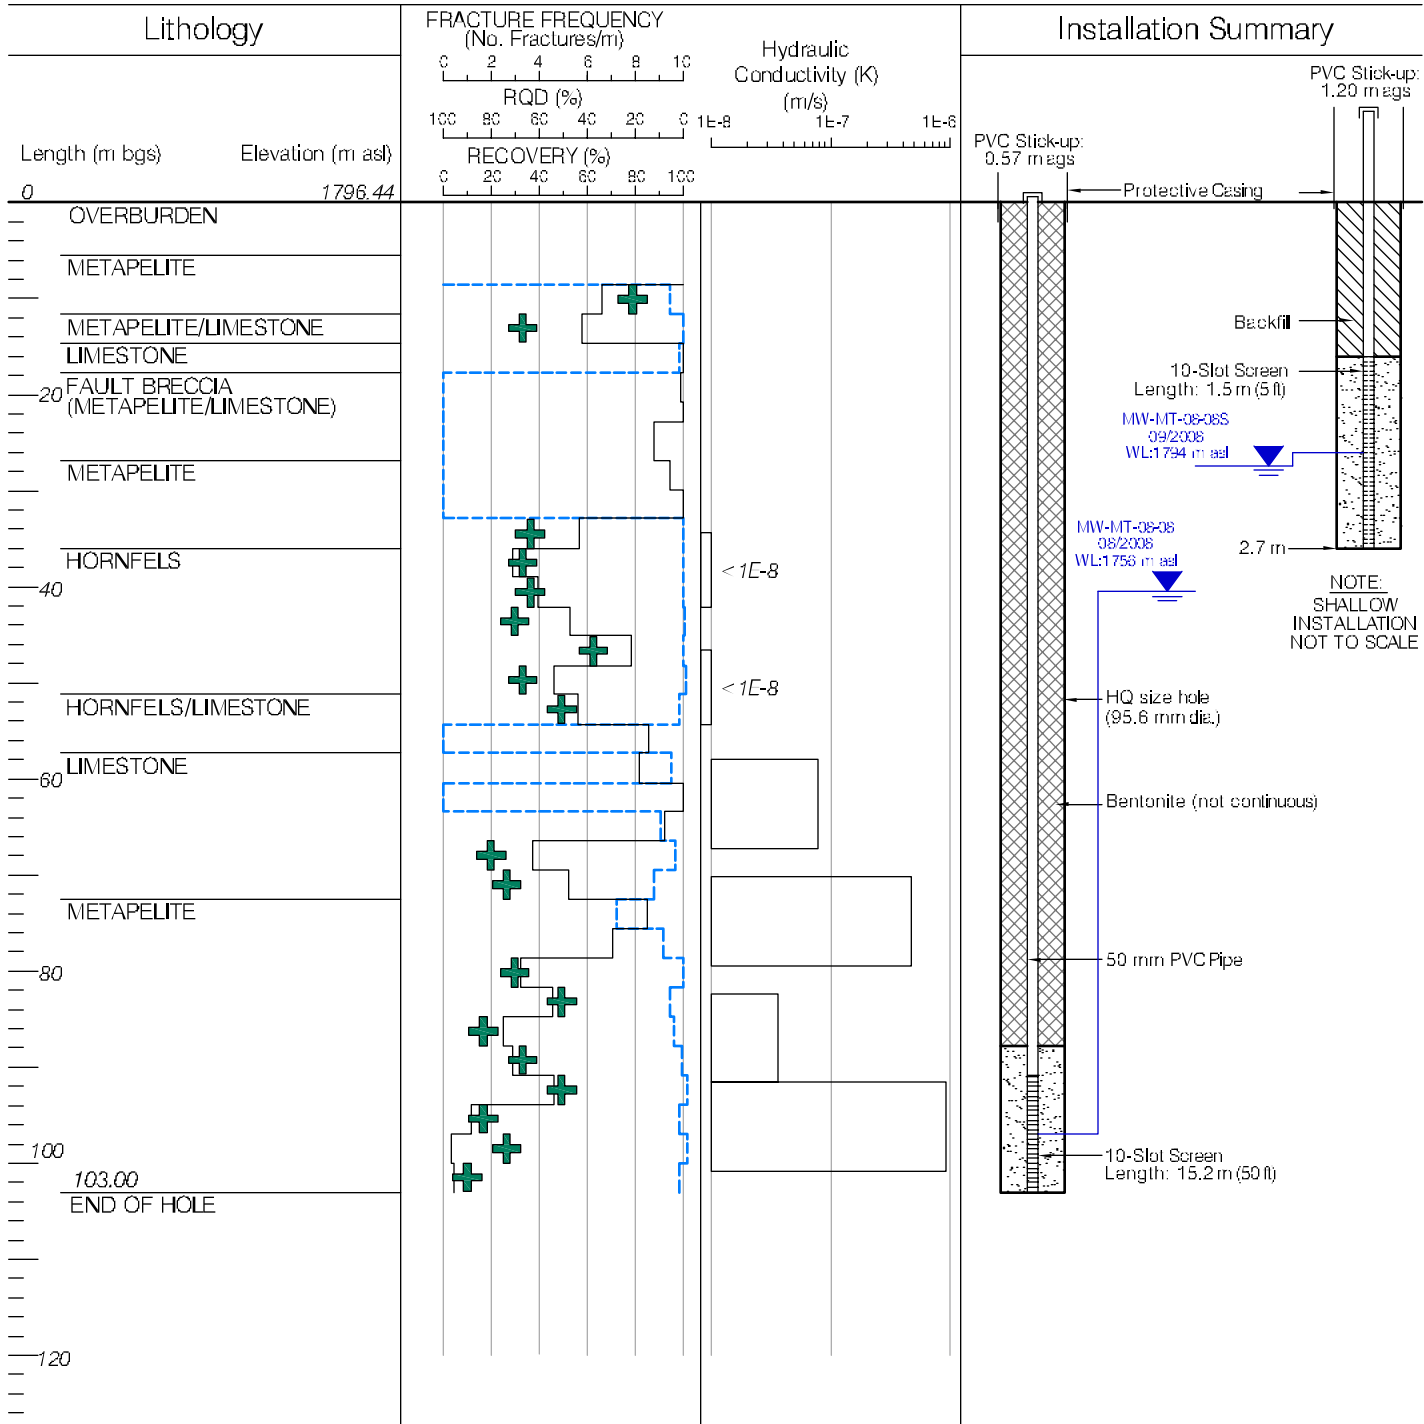 Lithology
FRACTURE FREQUENCY
(No. Fractures/m)
0 2 4 6 8 10
RQD (%)
100 80 60 40 20 0
RECOVERY (%)
0 20 40 60 80 100
Hydraulic
Conductivity (K)
(m/s)
1E-8 1E-7 1E-6
Installation Summary
PVC Stick-up:
1.20 m ags
PVC Stick-up:
0.57 m ags
Protective Casing
Length (m bgs) Elevation (m asl)
0 1796.44
OVERBURDEN
METAPELITE
METAPELITE/LIMESTONE
LIMESTONE
20
FAULT BRECCIA
(METAPELITE/LIMESTONE)
METAPELITE
HORNFELS
40
HORNFELS/LIMESTONE
LIMESTONE
60
METAPELITE
80
100
103.00
END OF HOLE
120
<1E-8
<1E-8
Backfill
10-Slot Screen
Length: 1.5 m (5 ft)
MW-MT-06-06S
09/2006
WL:1794 m asl
2.7 m
NOTE:
SHALLOW
INSTALLATION
NOT TO SCALE
MW-MT-06-06
08/2006
WL:1756 m asl
HQ size hole
(95.6 mm dia.)
Bentonite (not continuous)
50 mm PVC Pipe
10-Slot Screen
Length: 15.2 m (50 ft)